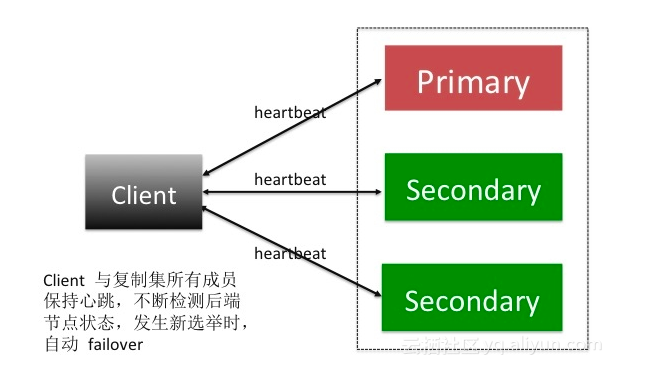 Primary
heartbeat
heartbeat
Client
Secondary
heartbeat
Secondary
Client 与复制集所有成员
保持心跳，不断检测后端
节点状态，发生新选举时，
自动 failover
云栖社区yq.aliyun.com